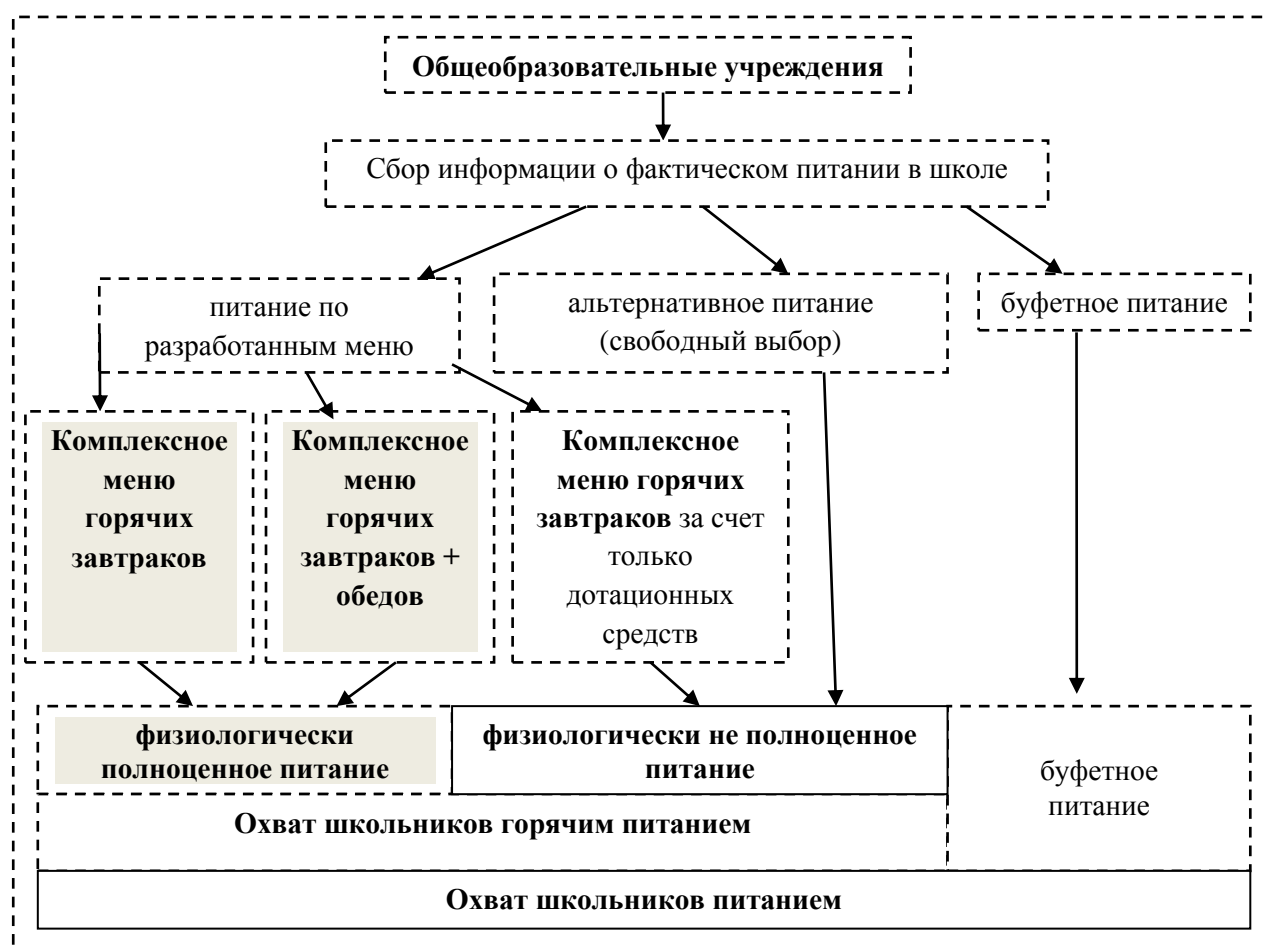 Общеобразовательные учреждения
Сбор информации о фактическом питании в школе
питание по
разработанным меню
альтернативное питание
(свободный выбор)
буфетное питание
Комплексное
меню
горячих
завтраков
Комплексное
меню
горячих
завтраков +
обедов
Комплексное
меню горячих
завтраков за счет
только
дотационных
средств
физиологически
полноценное питание
физиологически не полноценное
питание
буфетное
питание
Охват школьников горячим питанием
Охват школьников питанием